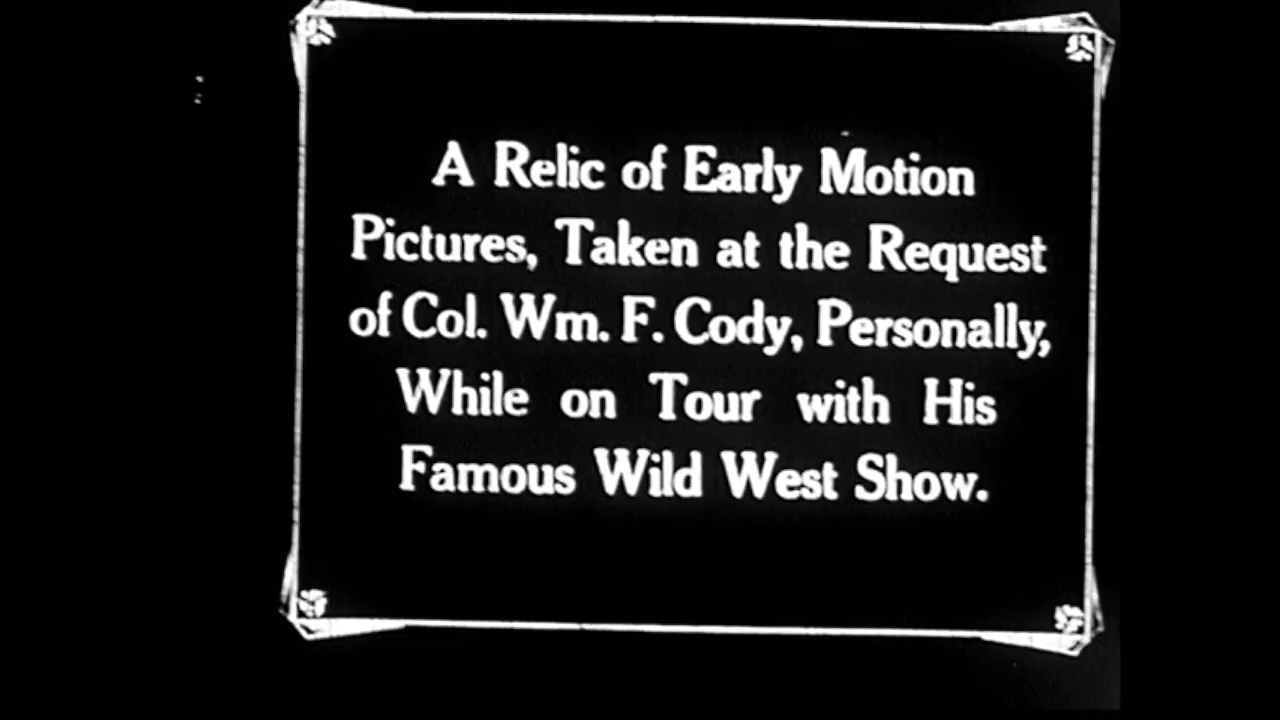 A Relic of Early Motion
Pictures, Taken at the Request
of Col. Wm. F. Cody, Personally,
While on Tour with His
Famous Wild West Show.